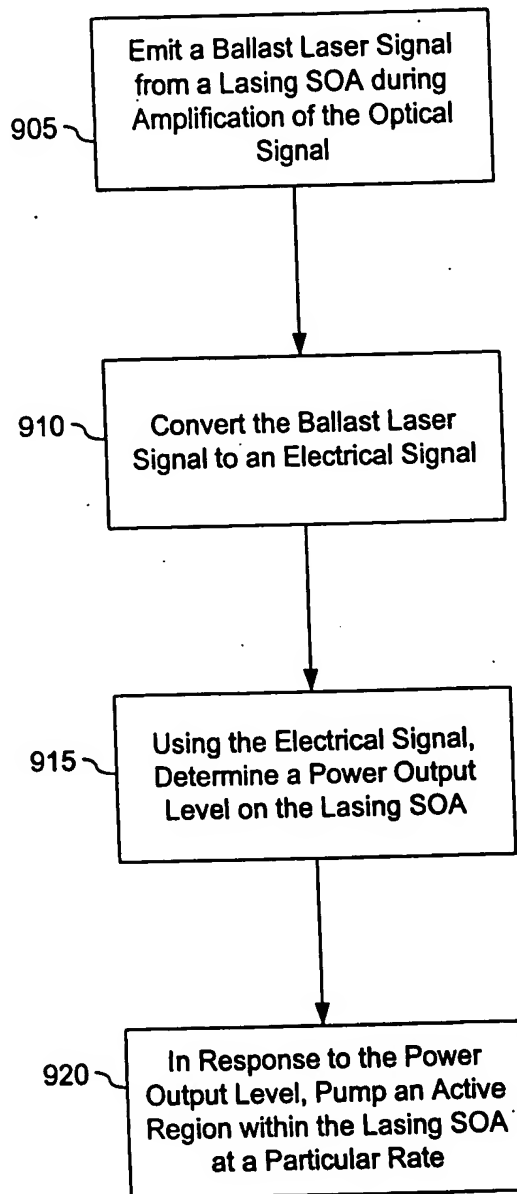 Emit a Ballast Laser Signal
from a Lasing SOA during
Amplification of the Optical
Signal
905
910
Convert the Ballast Laser
Signal to an Electrical Signal
915
Using the Electrical Signal,
Determine a Power Output
Level on the Lasing SOA
920
In Response to the Power
Output Level, Pump an Active
Region within the Lasing SOA
at a Particular Rate